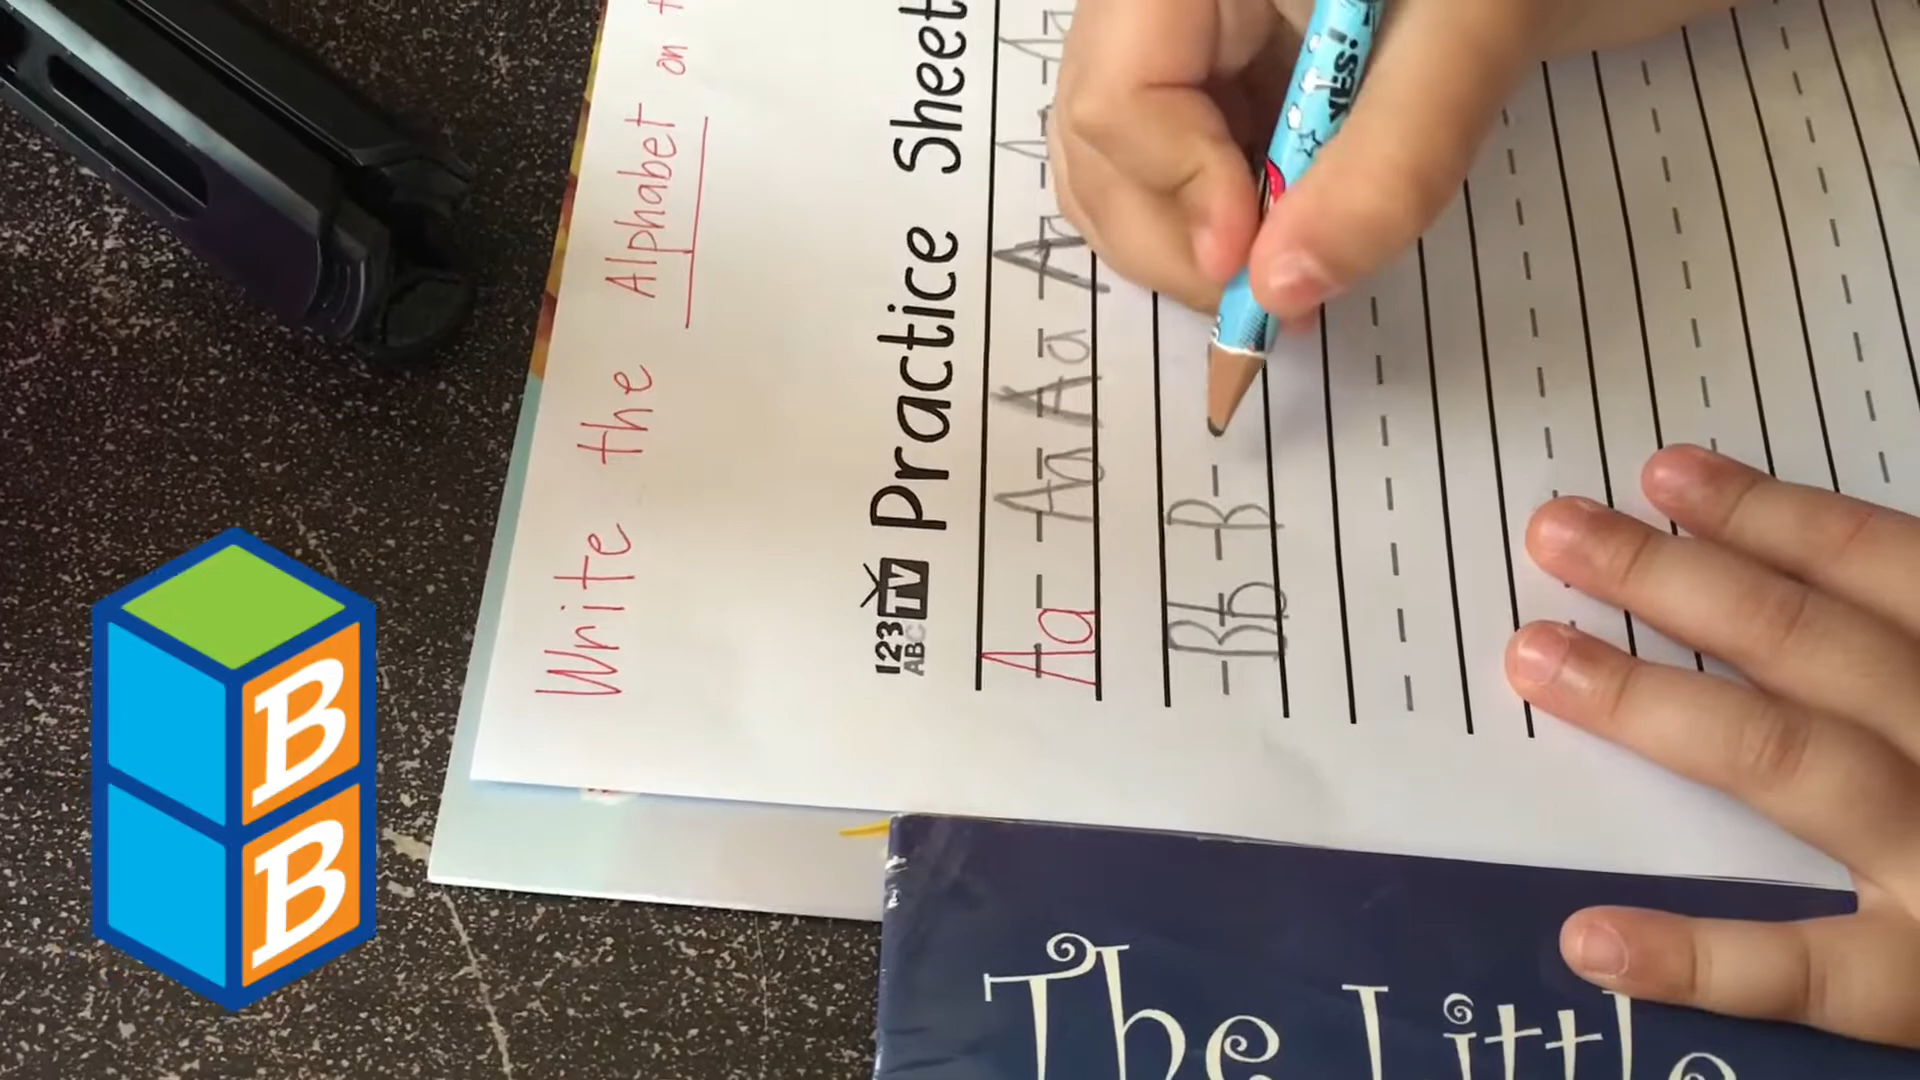 Write the Alphabet on
123
ABC
TV
Practice Sheet
Aa Aa Aa A
Bb B
YES!
B
B
The Little